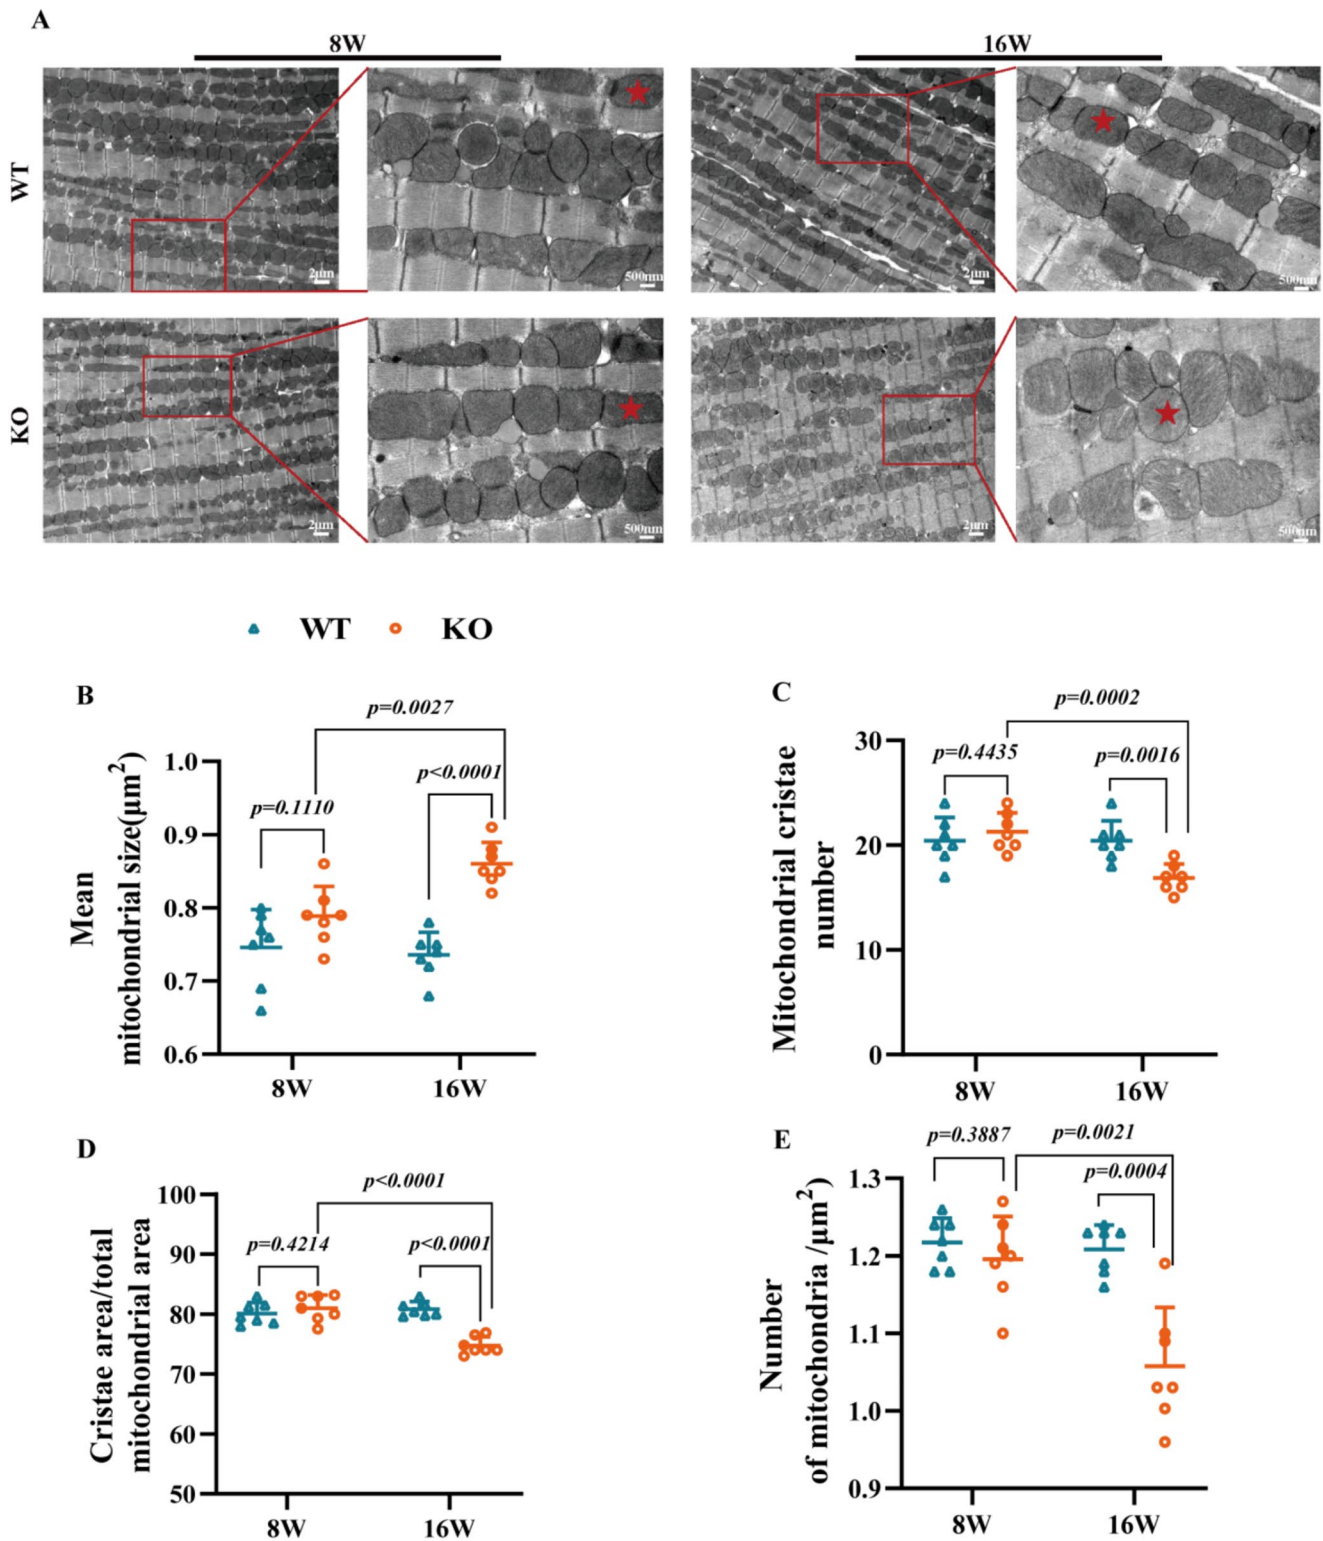 A
8W
16W
WT
2μm
500nm
2μm
500nm
KO
2μm
500nm
2μm
500nm
WT
KO
B
p=0.0027
p<0.0001
p=0.1110
Mean
mitochondrial size(μm²)
1.0
0.9
0.8
0.7
0.6
8W
16W
C
p=0.0002
p=0.4435
p=0.0016
Mitochondrial cristae
number
30
20
10
0
8W
16W
D
p<0.0001
p=0.4214
p<0.0001
Cristae area/total
mitochondrial area
100
90
80
70
60
50
8W
16W
E
p=0.3887
p=0.0021
p=0.0004
Number
of mitochondria /μm²)
1.3
1.2
1.1
1.0
0.9
8W
16W